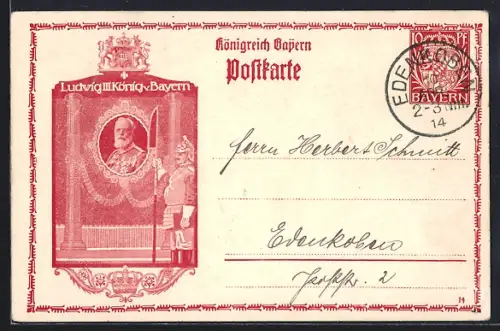 Königreich Bayern
Postkarte
10 Pf
BAYERN
EDENKOBEN
2-3 Nm
14
Ludwig III. König v. Bayern
Herrn Herbert Schmitt
Edenkoben
2
14